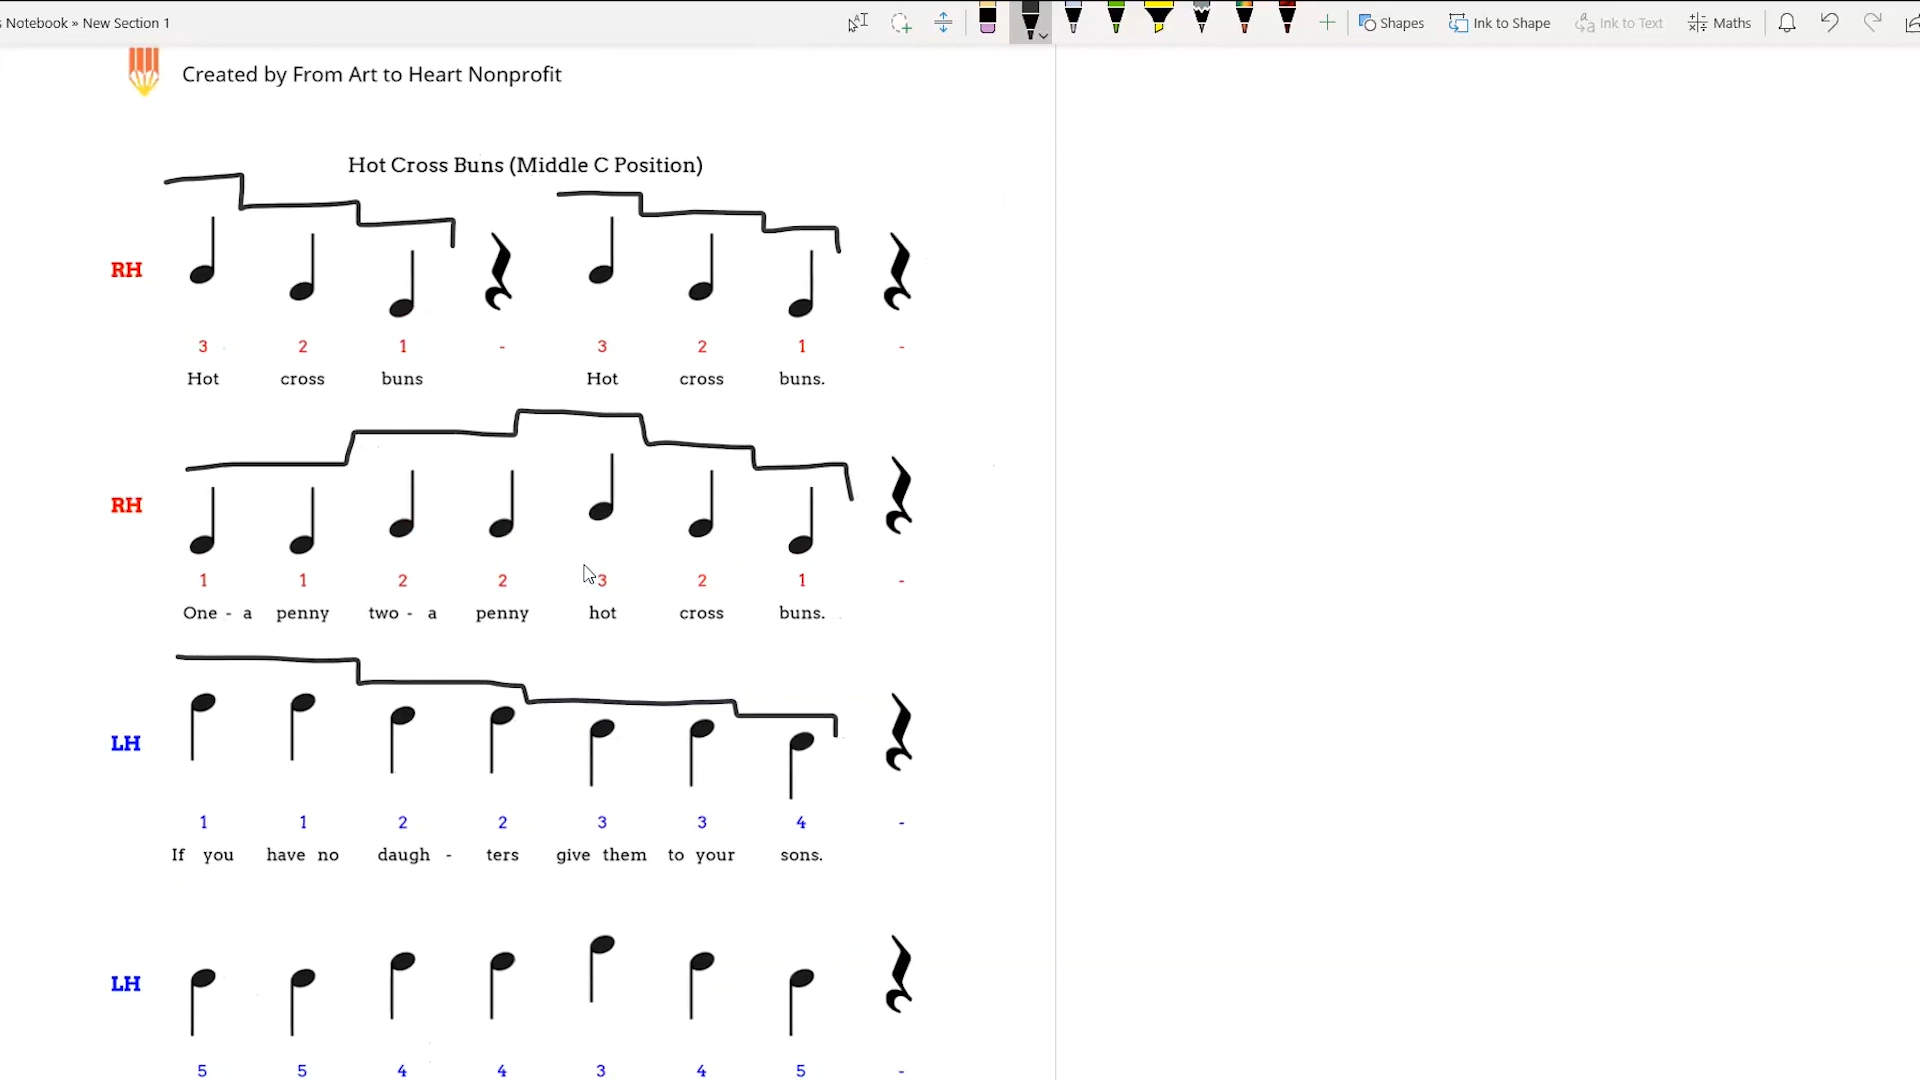 s Notebook » New Section 1
Shapes Ink to Shape Ink to Text Maths
Created by From Art to Heart Nonprofit
Hot Cross Buns (Middle C Position)
RH
3 2 1 - 3 2 1 -
Hot cross buns Hot cross buns.
RH
1 1 2 2 3 2 1 -
One - a penny two - a penny hot cross buns.
LH
1 1 2 2 3 3 4 -
If you have no daugh - ters give them to your sons.
LH
5 5 4 4 3 4 5 -